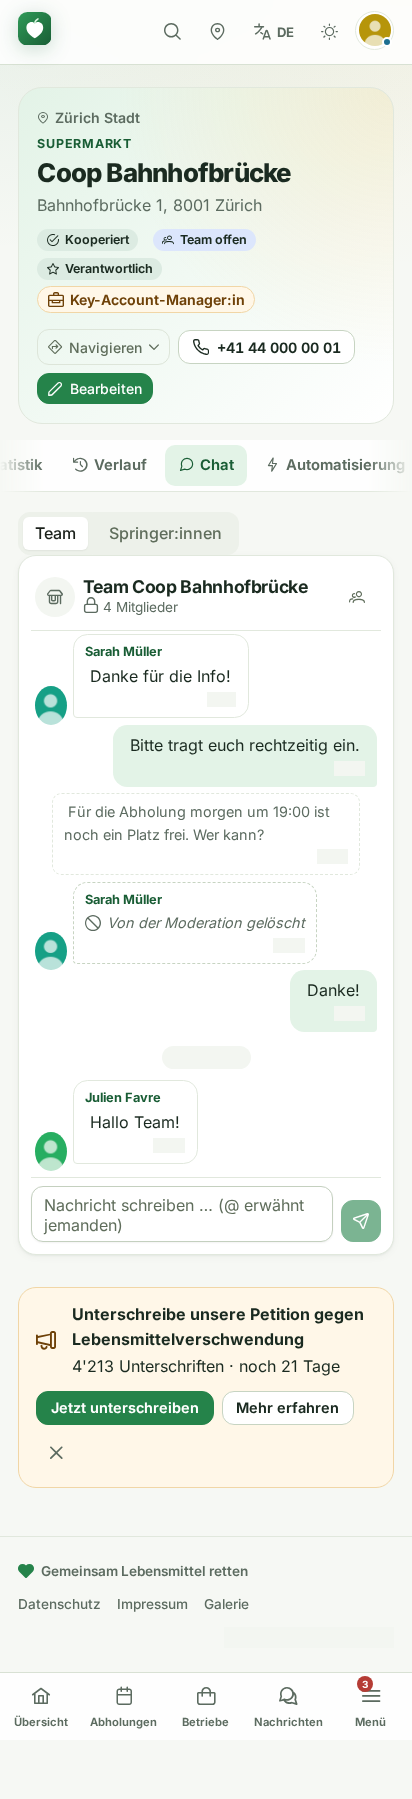 DE
Zürich Stadt
SUPERMARKT
Coop Bahnhofbrücke
Bahnhofbrücke 1, 8001 Zürich
Kooperiert
Team offen
Verantwortlich
Key-Account-Manager:in
Navigieren
+41 44 000 00 01
Bearbeiten
atistik Verlauf Chat Automatisierung
Team Springer:innen
Team Coop Bahnhofbrücke
4 Mitglieder
Sarah Müller
Danke für die Info!
Bitte tragt euch rechtzeitig ein.
Für die Abholung morgen um 19:00 ist
noch ein Platz frei. Wer kann?
Sarah Müller
Von der Moderation gelöscht
Danke!
Julien Favre
Hallo Team!
Nachricht schreiben … (@ erwähnt
jemanden)
Unterschreibe unsere Petition gegen
Lebensmittelverschwendung
4'213 Unterschriften · noch 21 Tage
Jetzt unterschreiben Mehr erfahren
Gemeinsam Lebensmittel retten
Datenschutz Impressum Galerie
3
Übersicht Abholungen Betriebe Nachrichten Menü